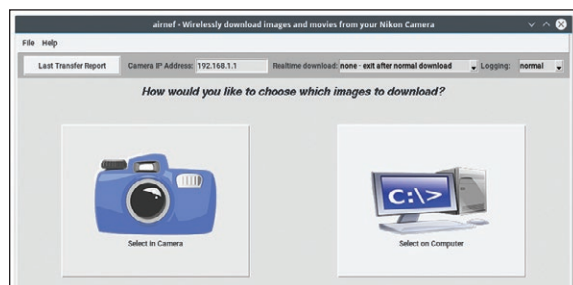 airnef - Wirelessly download images and movies from your Nikon Camera
File Help
Last Transfer Report Camera IP Address: 192.168.1.1 Realtime download: none - exit after normal download Logging: normal
How would you like to choose which images to download?
C:\>
Select in Camera Select on Computer